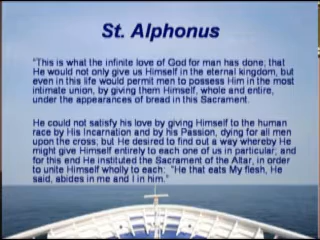 St. Alphonus
"This is what the infinite love of God for man has done; that
He would not only give us Himself in the eternal kingdom, but
even in this life would permit men to possess Him in the most
intimate union, by giving them Himself, whole and entire,
under the appearances of bread in this Sacrament.
He could not satisfy his love by giving Himself to the human
race by His Incarnation and by his Passion, dying for all men
upon the cross; but He desired to find out a way whereby He
might give Himself entirely to each one of us in particular; and
for this end He instituted the Sacrament of the Altar, in order
to unite Himself wholly to each: "He that eats My flesh, He
said, abides in me and I in him."